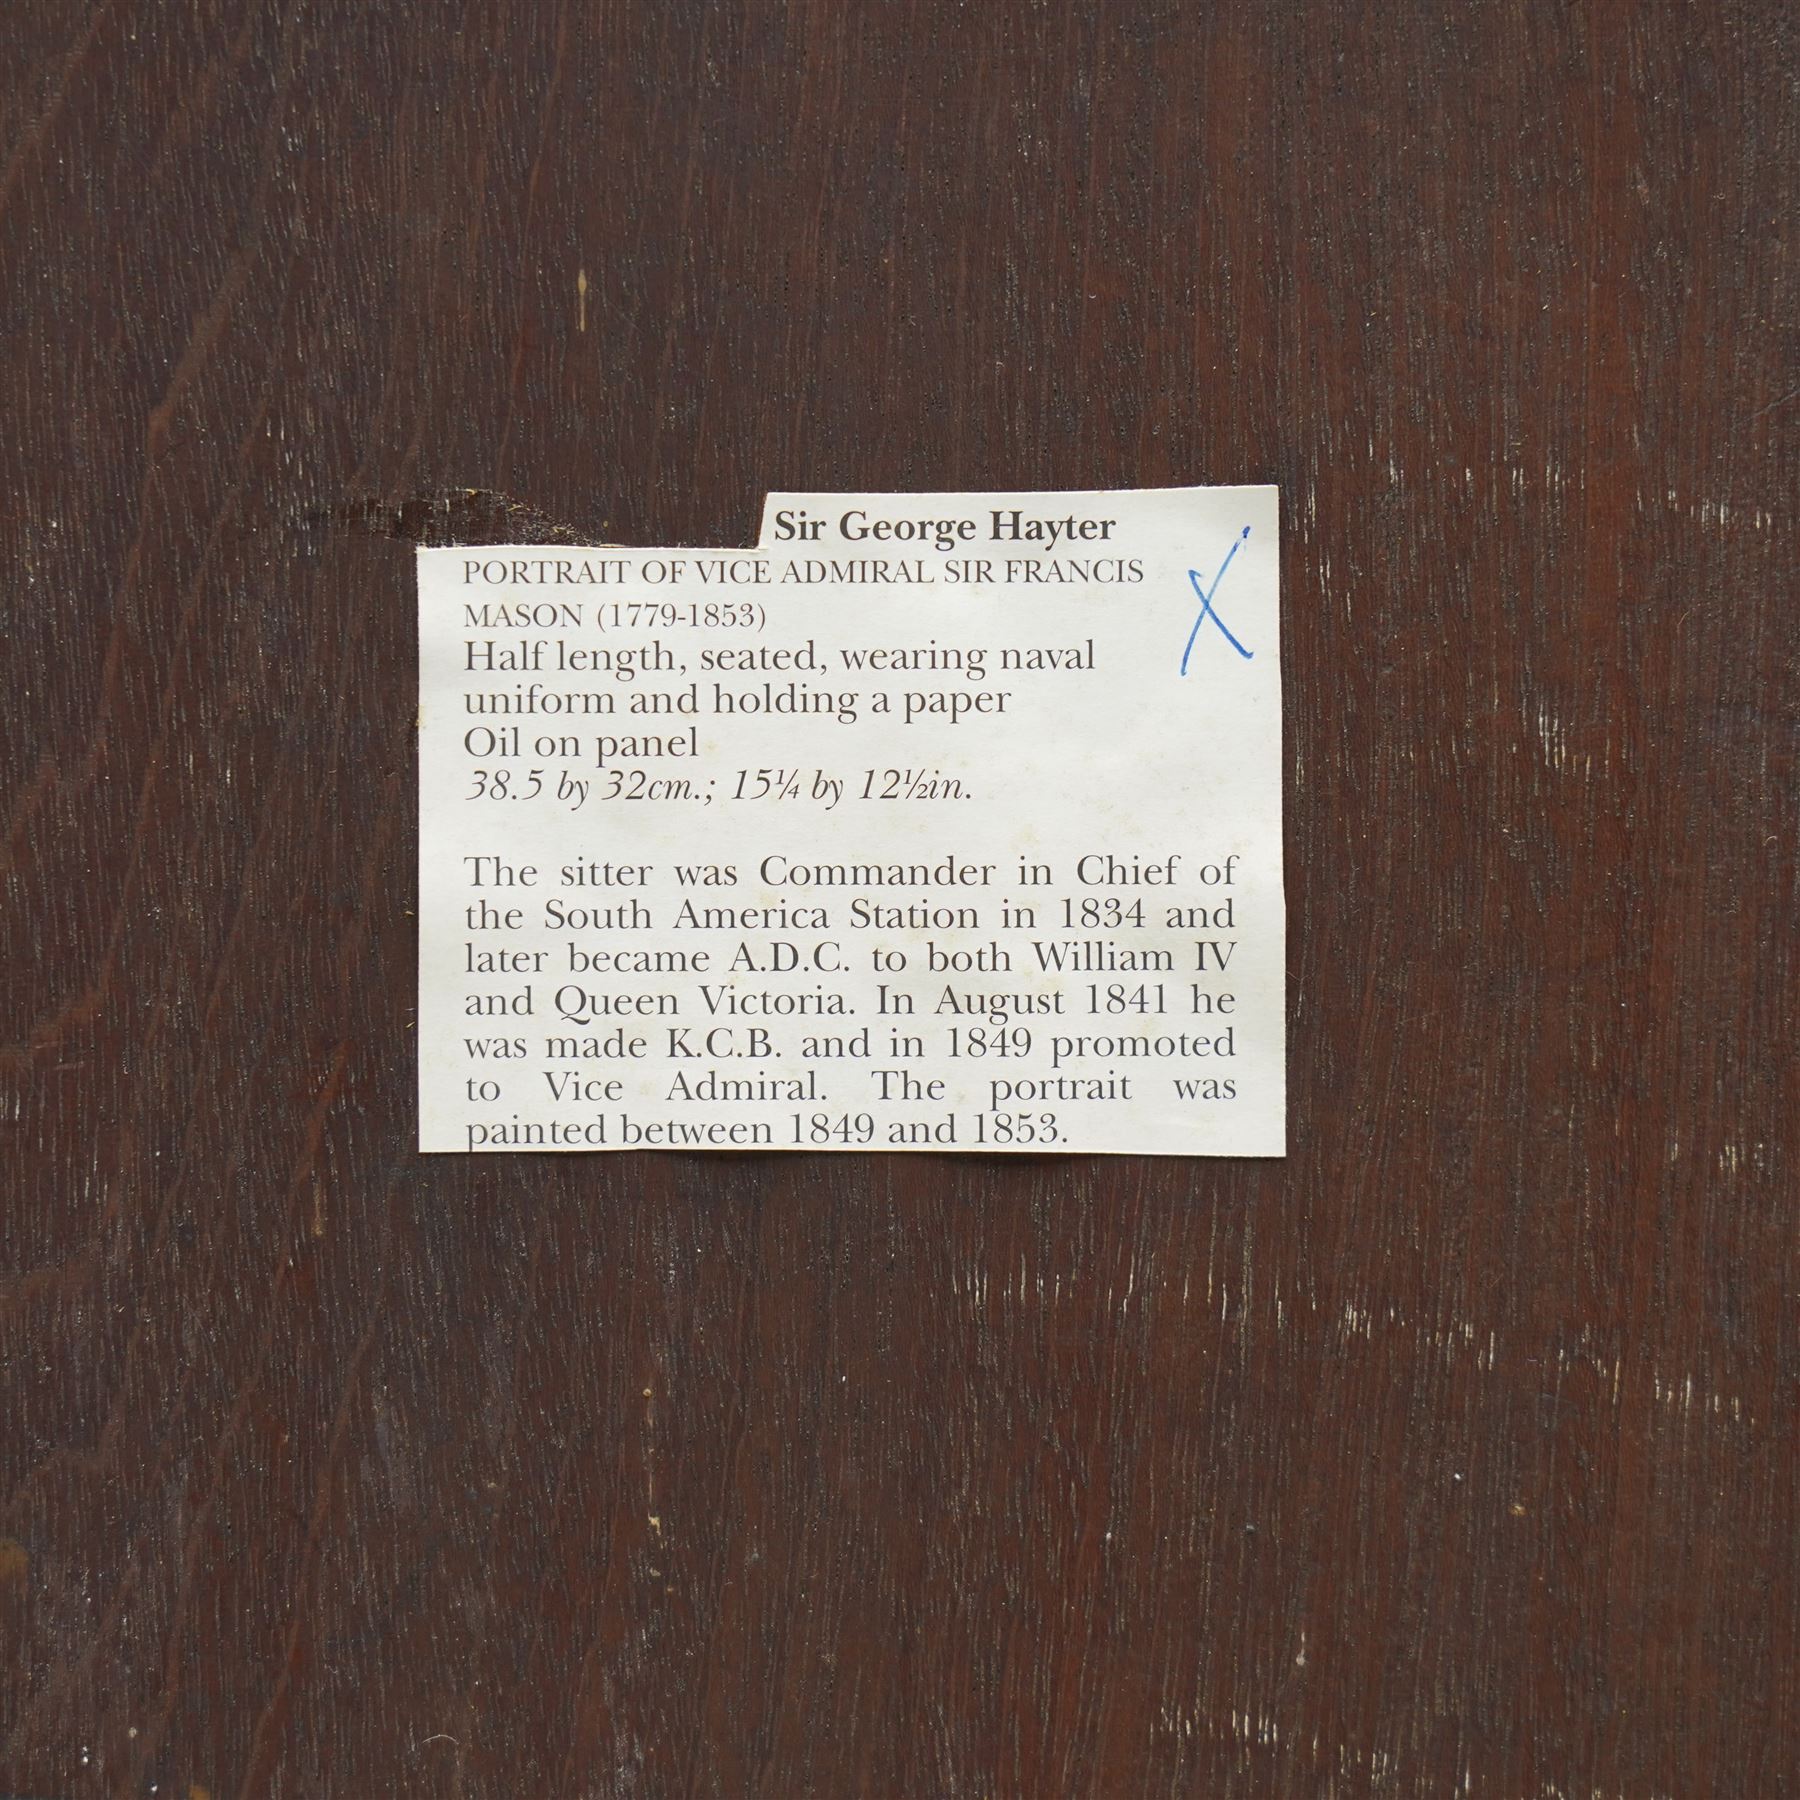 Sir George Hayter
PORTRAIT OF VICE ADMIRAL SIR FRANCIS
MASON (1779-1853)
Half length, seated, wearing naval
uniform and holding a paper
Oil on panel
38.5 by 32cm.; 15¼ by 12½in.
The sitter was Commander in Chief of
the South America Station in 1834 and
later became A.D.C. to both William IV
and Queen Victoria. In August 1841 he
was made K.C.B. and in 1849 promoted
to Vice Admiral. The portrait was
painted between 1849 and 1853.
X